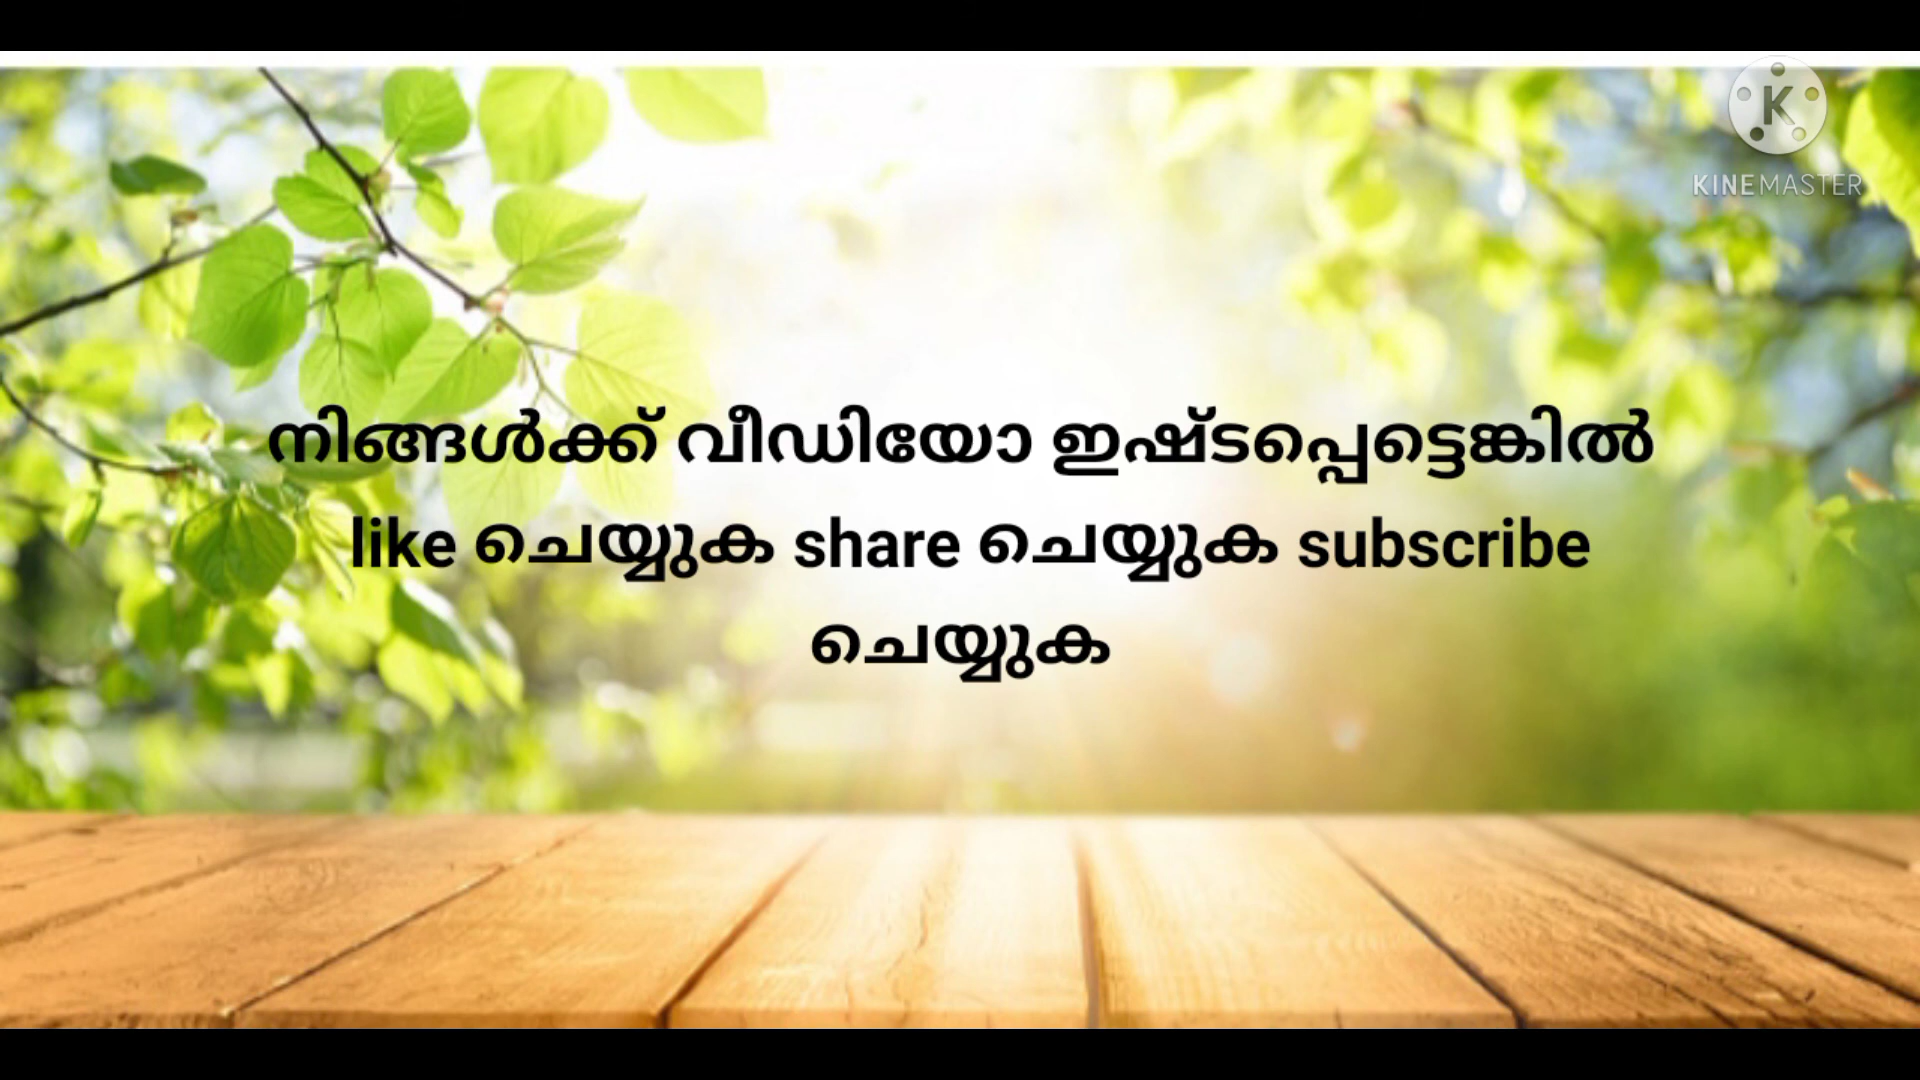 KINEMASTER
നിങ്ങൾക്ക് വീഡിയോ ഇഷ്ടപ്പെട്ടെങ്കിൽ
like ചെയ്യുക share ചെയ്യുക subscribe
ചെയ്യുക